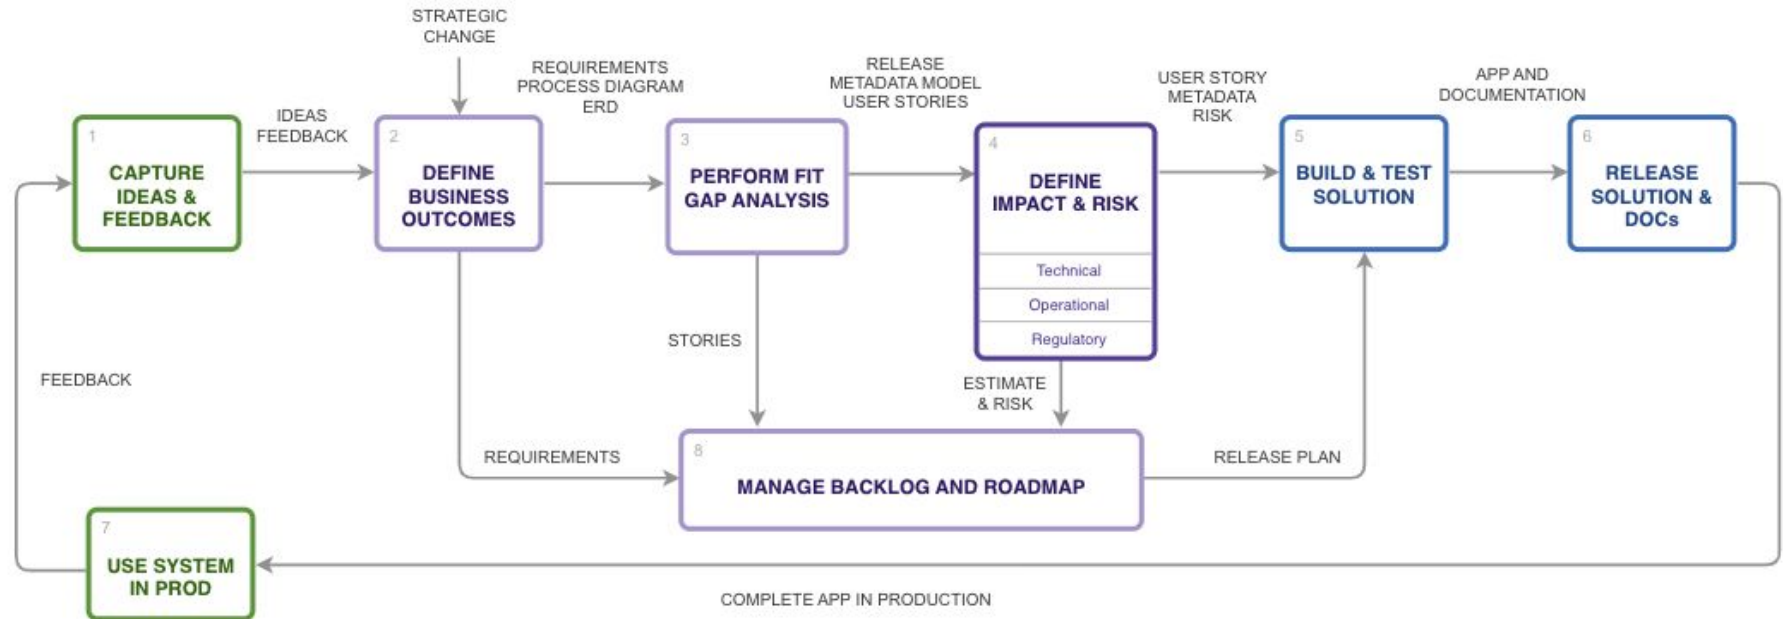 STRATEGIC
CHANGE
IDEAS
FEEDBACK
REQUIREMENTS
PROCESS DIAGRAM
ERD
RELEASE
METADATA MODEL
USER STORIES
USER STORY
METADATA
RISK
APP AND
DOCUMENTATION
1
CAPTURE
IDEAS &
FEEDBACK
2
DEFINE
BUSINESS
OUTCOMES
3
PERFORM FIT
GAP ANALYSIS
4
DEFINE
IMPACT & RISK
Technical
Operational
Regulatory
5
BUILD & TEST
SOLUTION
6
RELEASE
SOLUTION &
DOCs
FEEDBACK
STORIES
ESTIMATE
& RISK
REQUIREMENTS
8
MANAGE BACKLOG AND ROADMAP
RELEASE PLAN
7
USE SYSTEM
IN PROD
COMPLETE APP IN PRODUCTION